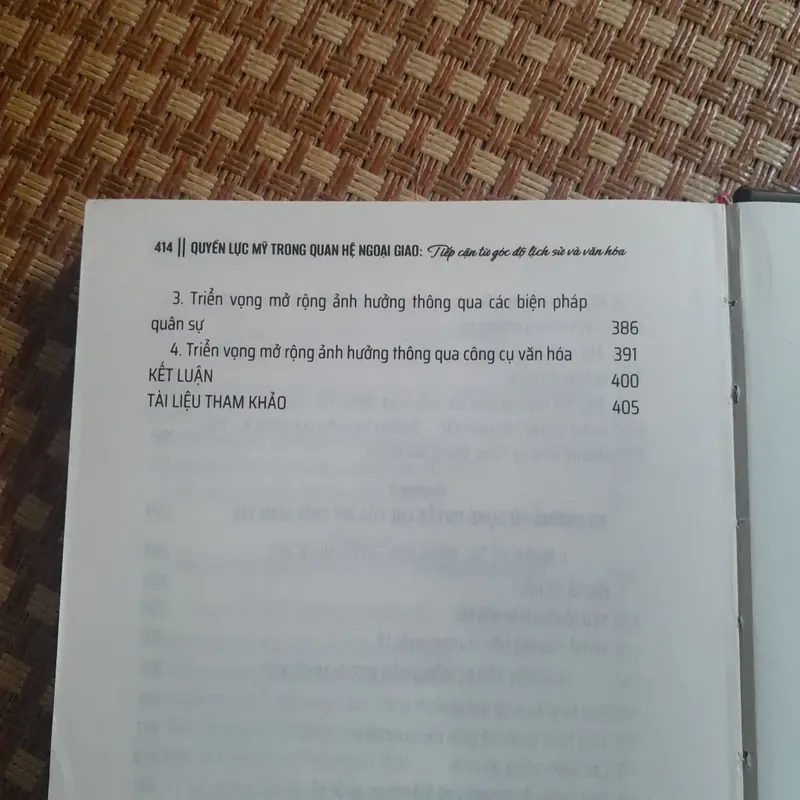 414 || QUYỀN LỰC MỸ TRONG QUAN HỆ NGOẠI GIAO: Tiếp cận từ góc độ lịch sử và văn hóa
3. Triển vọng mở rộng ảnh hưởng thông qua các biện pháp
quân sự 386
4. Triển vọng mở rộng ảnh hưởng thông qua công cụ văn hóa 391
KẾT LUẬN 400
TÀI LIỆU THAM KHẢO 405